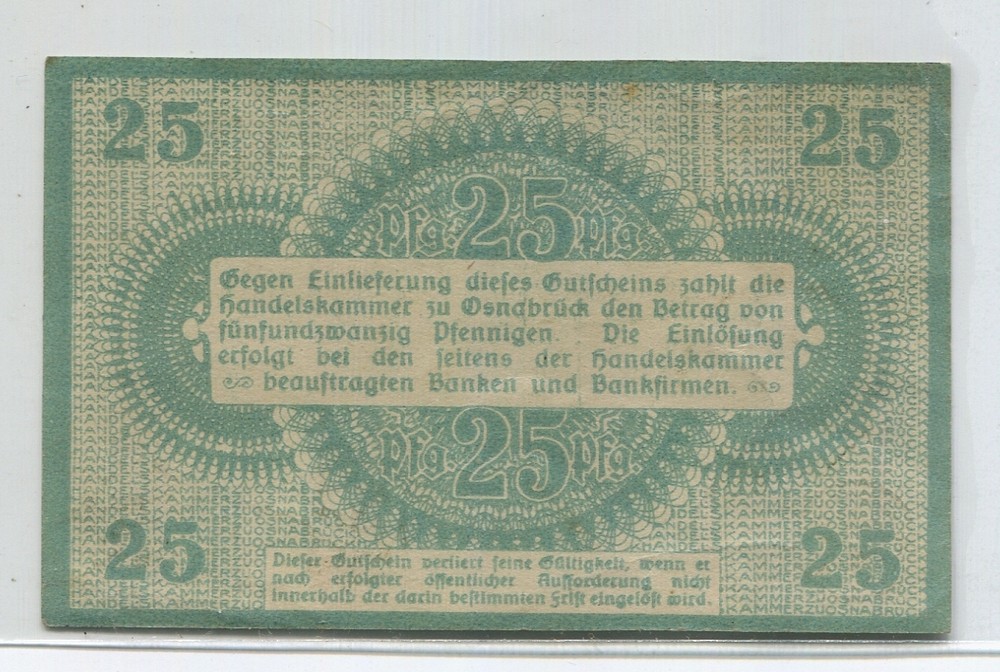 25 25
Pfg. 25 Pfg.
Gegen Einlieferung dieses Gutscheins zahlt die
Handelskammer zu Osnabrück den Betrag von
fünfundzwanzig Pfennigen. Die Einlösung
erfolgt bei den seitens der Handelskammer
beauftragten Banken und Bankfirmen.
Pfg. 25 Pfg.
25 25
Dieser Gutschein verliert seine Gültigkeit, wenn er
nach erfolgter öffentlicher Aufforderung nicht
innerhalb der darin bestimmten Frist eingelöst wird.